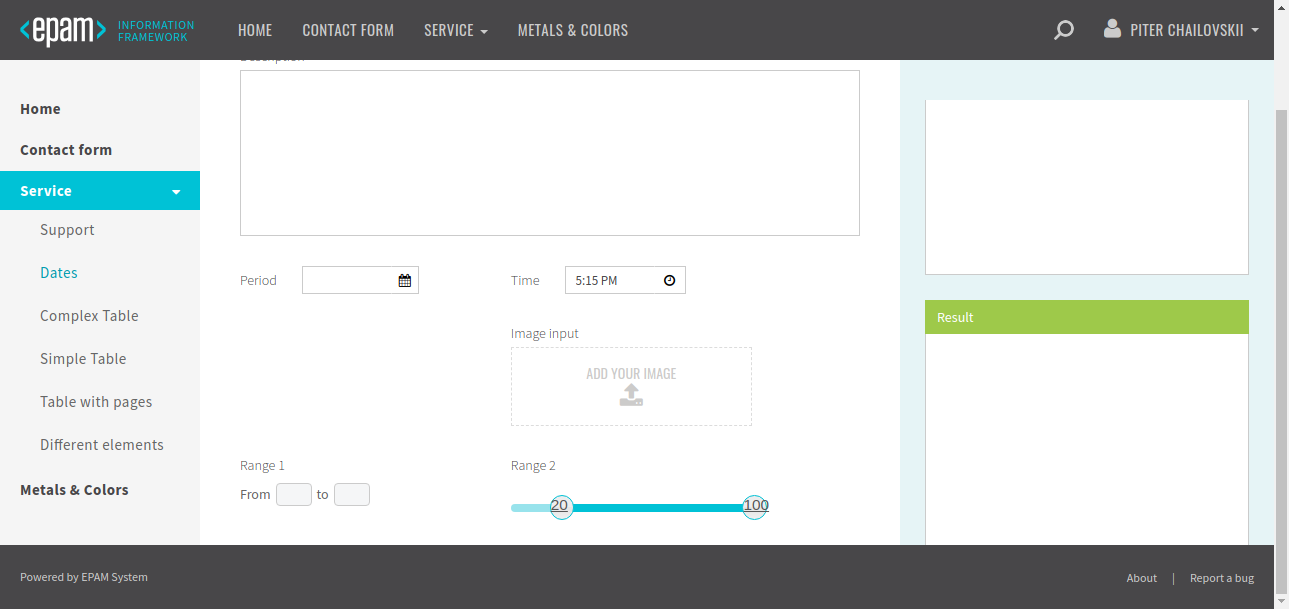 <epam> INFORMATION
FRAMEWORK
HOME CONTACT FORM SERVICE METALS & COLORS PITER CHAILOVSKII
Home
Contact form
Service
Support
Dates
Complex Table
Simple Table
Table with pages
Different elements
Metals & Colors
Description
Period
Time 5:15 PM
Image input
ADD YOUR IMAGE
Range 1
From to
Range 2
20 100
Result
Powered by EPAM System
About | Report a bug